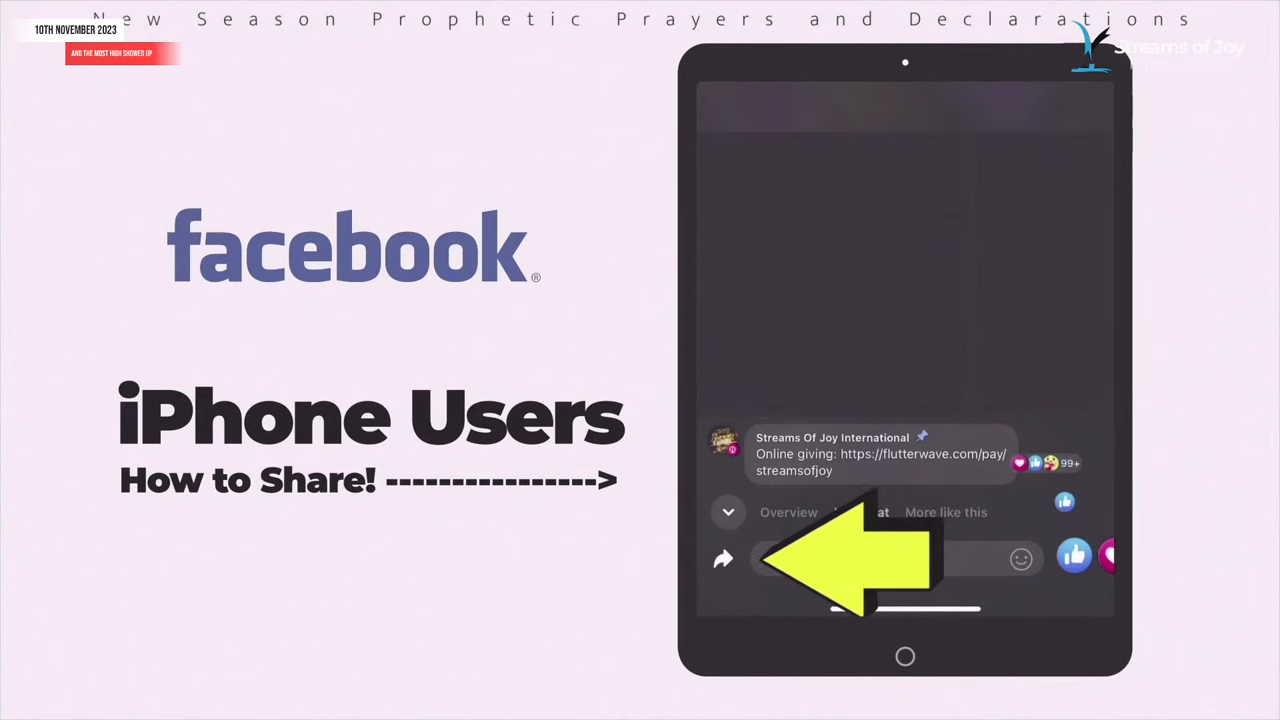 New Season Prophetic Prayers and Declarations
10TH NOVEMBER 2023
AND THE MOST HIGH SHOWED UP
Streams of Joy
facebook®
iPhone Users
How to Share! ---------------->
Streams Of Joy International
Online giving: https://flutterwave.com/pay/
streamsofjoy
99+
Overview
More like this